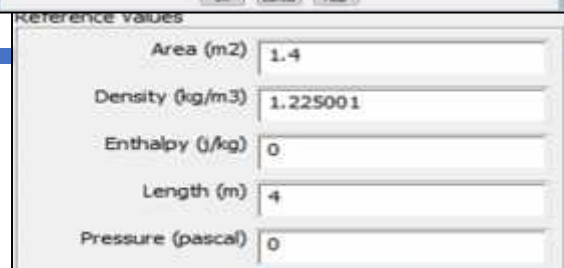 Reference Values
Area (m2) 1.4
Density (kg/m3) 1.225001
Enthalpy (j/kg) 0
Length (m) 4
Pressure (pascal) 0